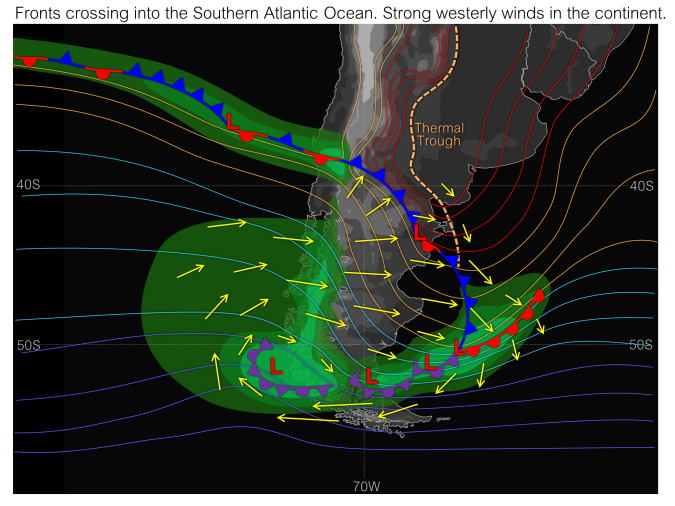 Fronts crossing into the Southern Atlantic Ocean. Strong westerly winds in the continent.
L
Thermal
Trough
40S
40S
L
50S
L
L
L
L
50S
70W